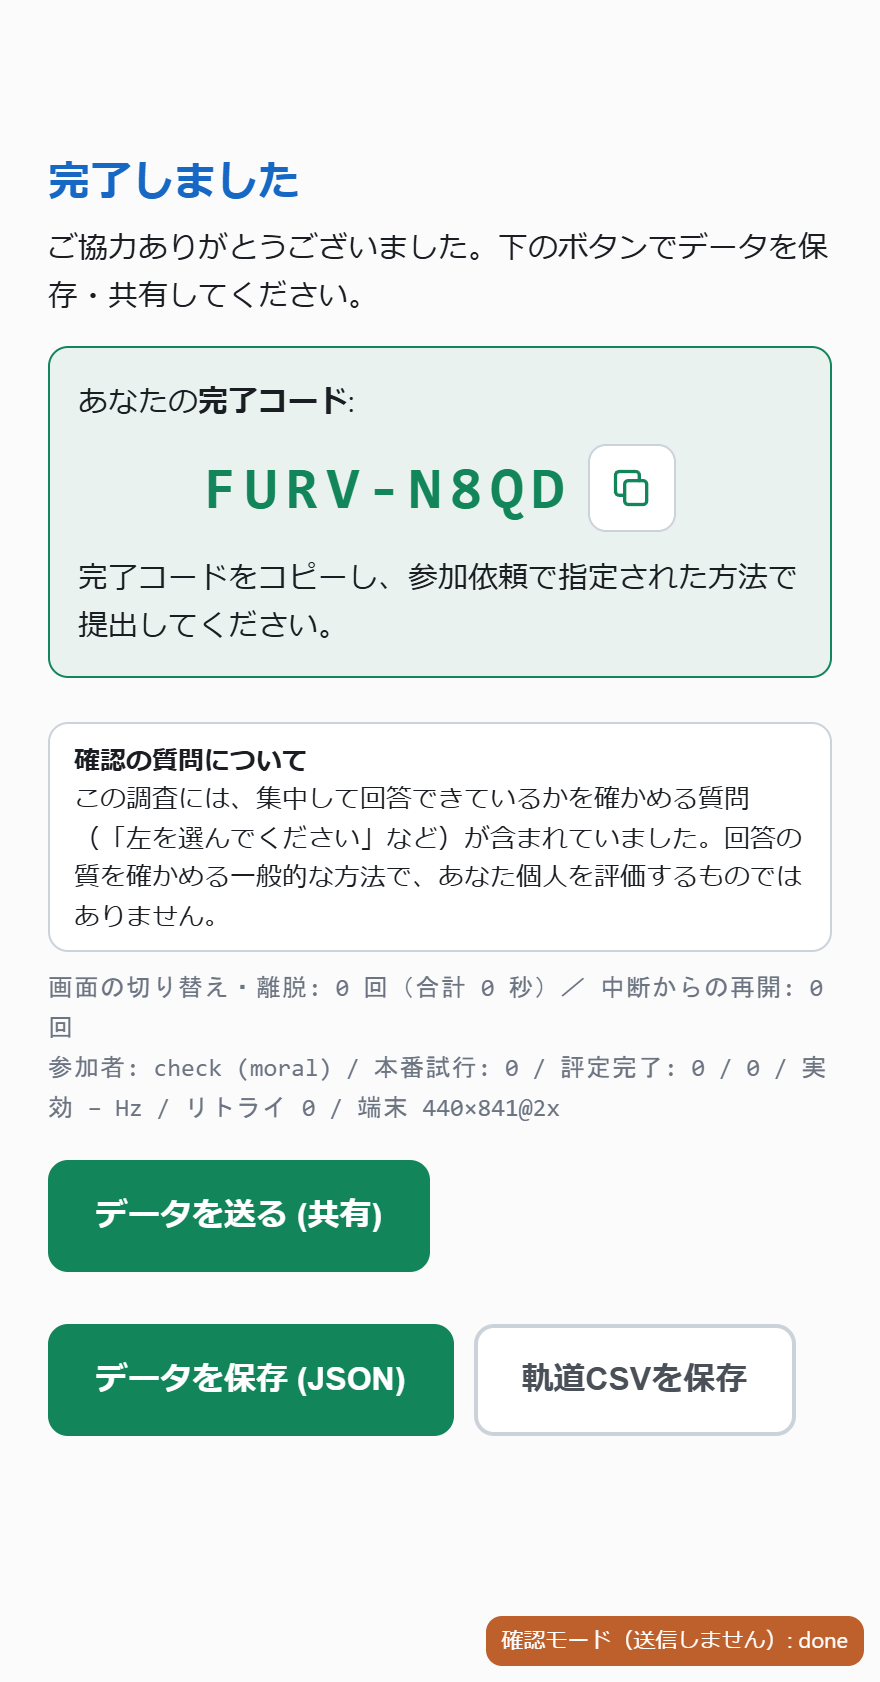 完了しました
ご協力ありがとうございました。下のボタンでデータを保
存・共有してください。
あなたの完了コード:
FURV-N8QD
完了コードをコピーし、参加依頼で指定された方法で
提出してください。
確認の質問について
この調査には、集中して回答できているかを確かめる質問
（「左を選んでください」など）が含まれていました。回答の
質を確かめる一般的な方法で、あなた個人を評価するものでは
ありません。
画面の切り替え・離脱: 0 回（合計 0 秒）／ 中断からの再開: 0
回
参加者: check (moral) / 本番試行: 0 / 評定完了: 0 / 0 / 実
効 – Hz / リトライ 0 / 端末 440×841@2x
データを送る (共有)
データを保存 (JSON)
軌道CSVを保存
確認モード（送信しません）: done